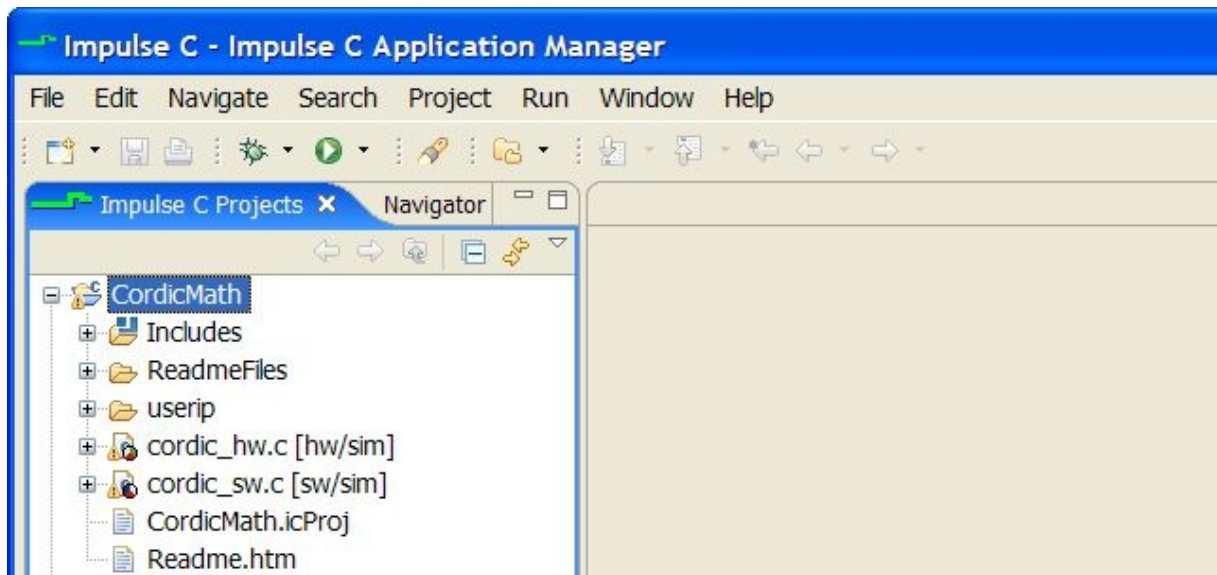 Impulse C - Impulse C Application Manager
File Edit Navigate Search Project Run Window Help
Impulse C Projects Navigator
CordicMath
Includes
ReadmeFiles
userip
cordic_hw.c [hw/sim]
cordic_sw.c [sw/sim]
CordicMath.icProj
Readme.htm